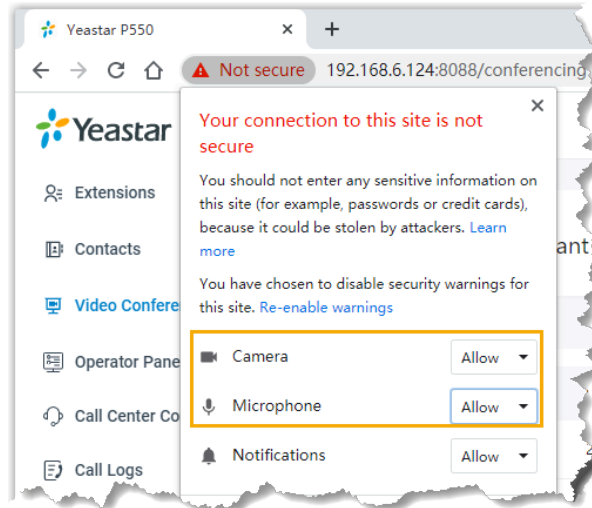 Yeastar P550
Not secure 192.168.6.124:8088/conferencing
Yeastar
Your connection to this site is not
secure
You should not enter any sensitive information on
this site (for example, passwords or credit cards),
because it could be stolen by attackers. Learn
more
You have chosen to disable security warnings for
this site. Re-enable warnings
Camera Allow
Microphone Allow
Notifications Allow
Extensions
Contacts
Video Confere
Operator Pane
Call Center Co
Call Logs
ant